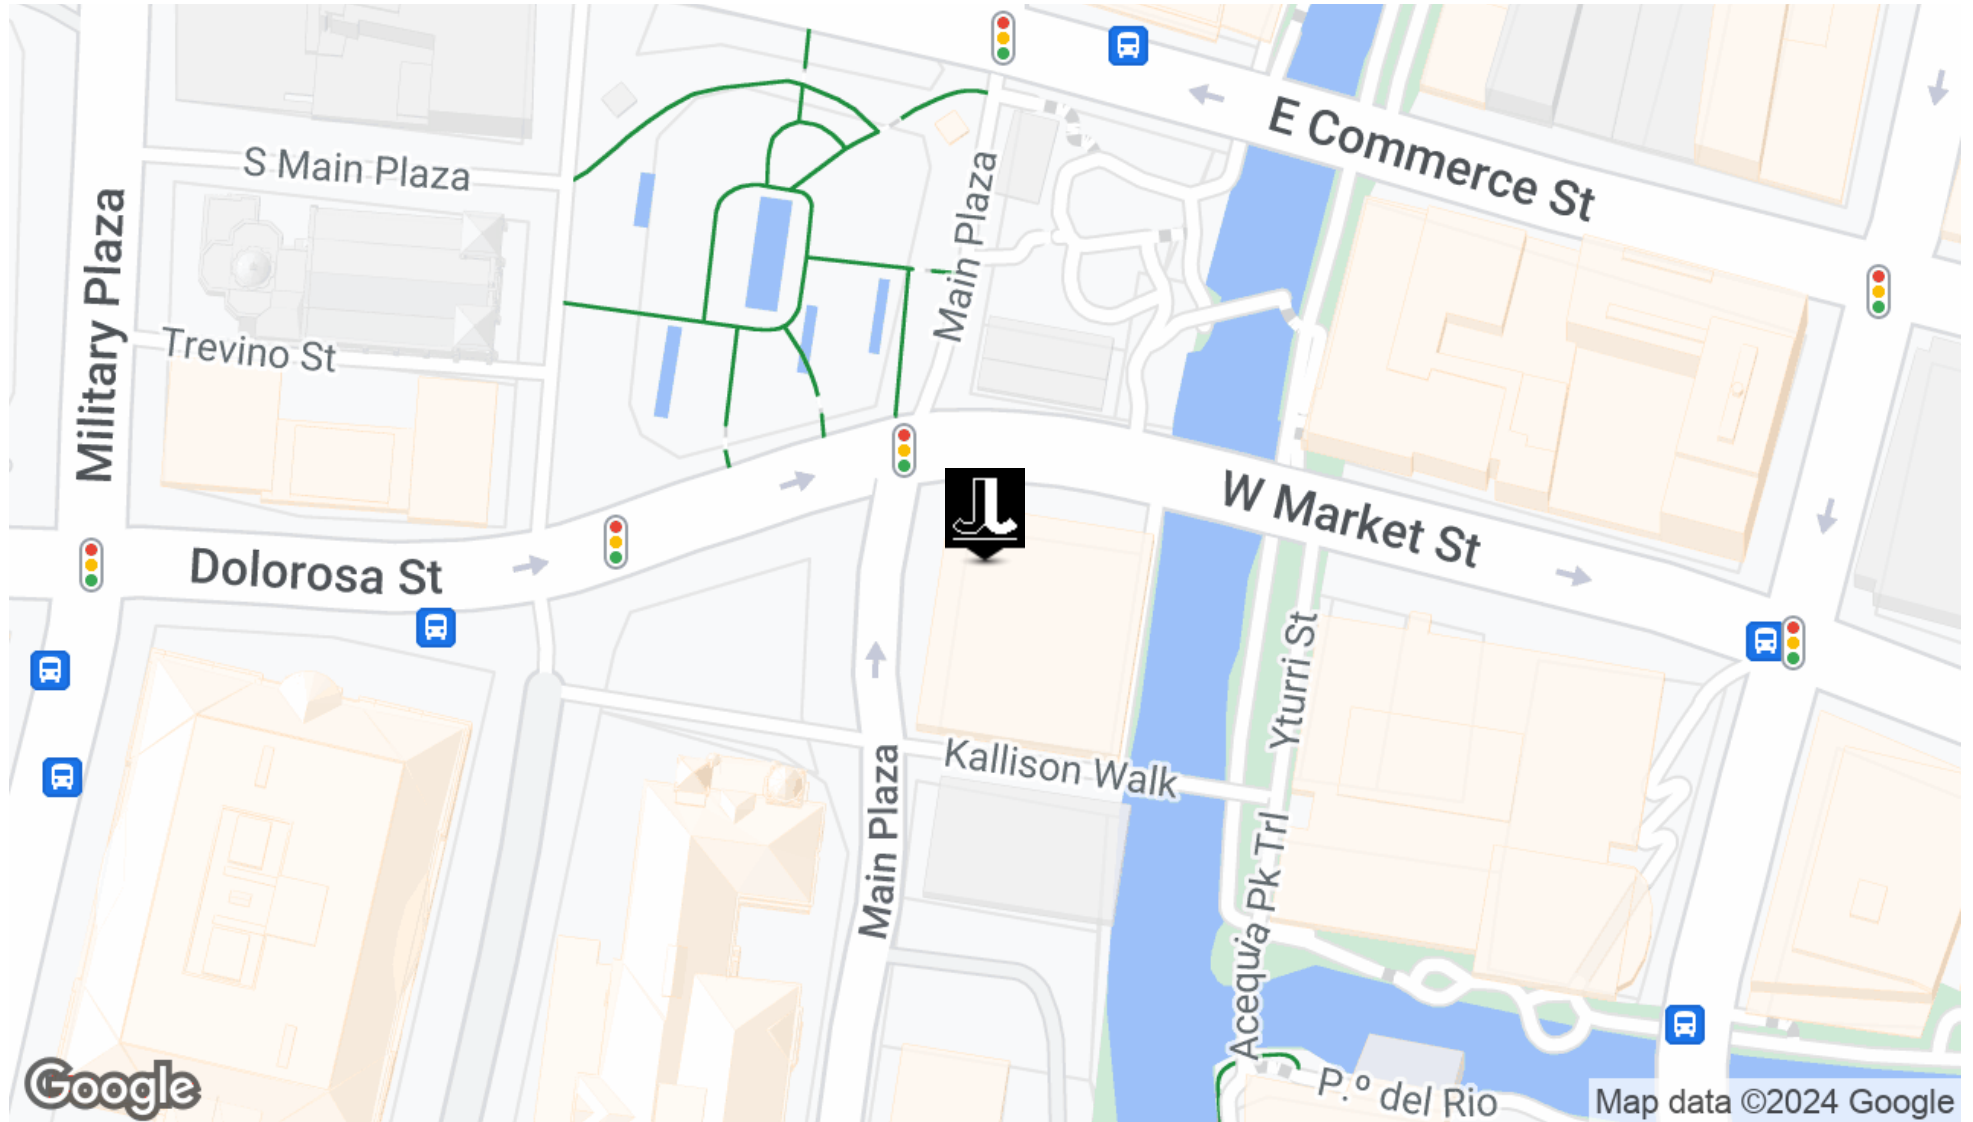 E Commerce St
S Main Plaza
Main Plaza
Military Plaza
Trevino St
W Market St
Dolorosa St
JL
Yturri St
Kallison Walk
Main Plaza
Acequia Pk Trl
P.º del Rio
Google
Map data ©2024 Google